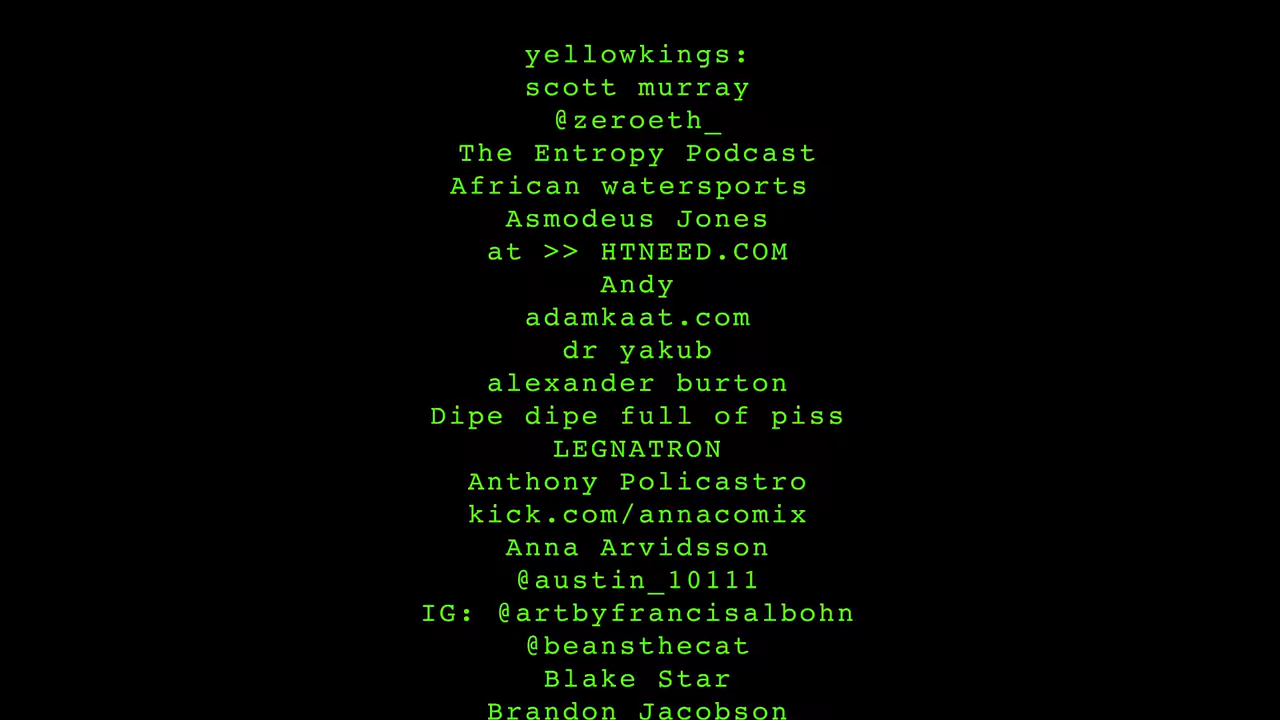 yellowkings:
scott murray
@zeroeth_
The Entropy Podcast
African watersports
Asmodeus Jones
at >> HTNEED.COM
Andy
adamkaat.com
dr yakub
alexander burton
Dipe dipe full of piss
LEGNATRON
Anthony Policastro
kick.com/annacomix
Anna Arvidsson
@austin_10111
IG: @artbyfrancisalbohn
@beansthecat
Blake Star
Brandon Jacobson